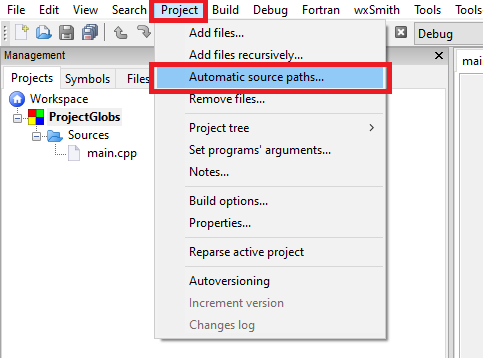 File Edit View Search Project Build Debug Fortran wxSmith Tools Tools
Debug
Management
Projects Symbols Files
Workspace
ProjectGlobs
Sources
main.cpp
Add files...
Add files recursively...
Automatic source paths...
Remove files...
Project tree
Set programs' arguments...
Notes...
Build options...
Properties...
Reparse active project
Autoversioning
Increment version
Changes log
mai